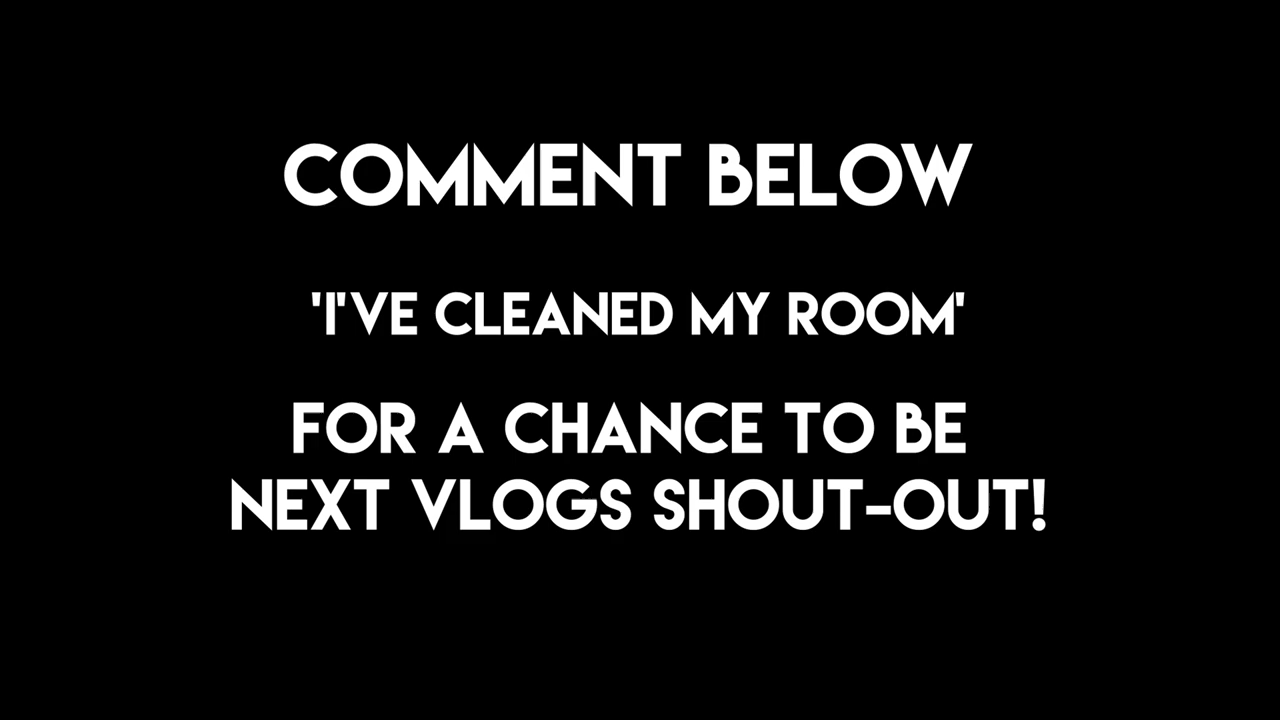 COMMENT BELOW
'I'VE CLEANED MY ROOM'
FOR A CHANCE TO BE
NEXT VLOGS SHOUT-OUT!